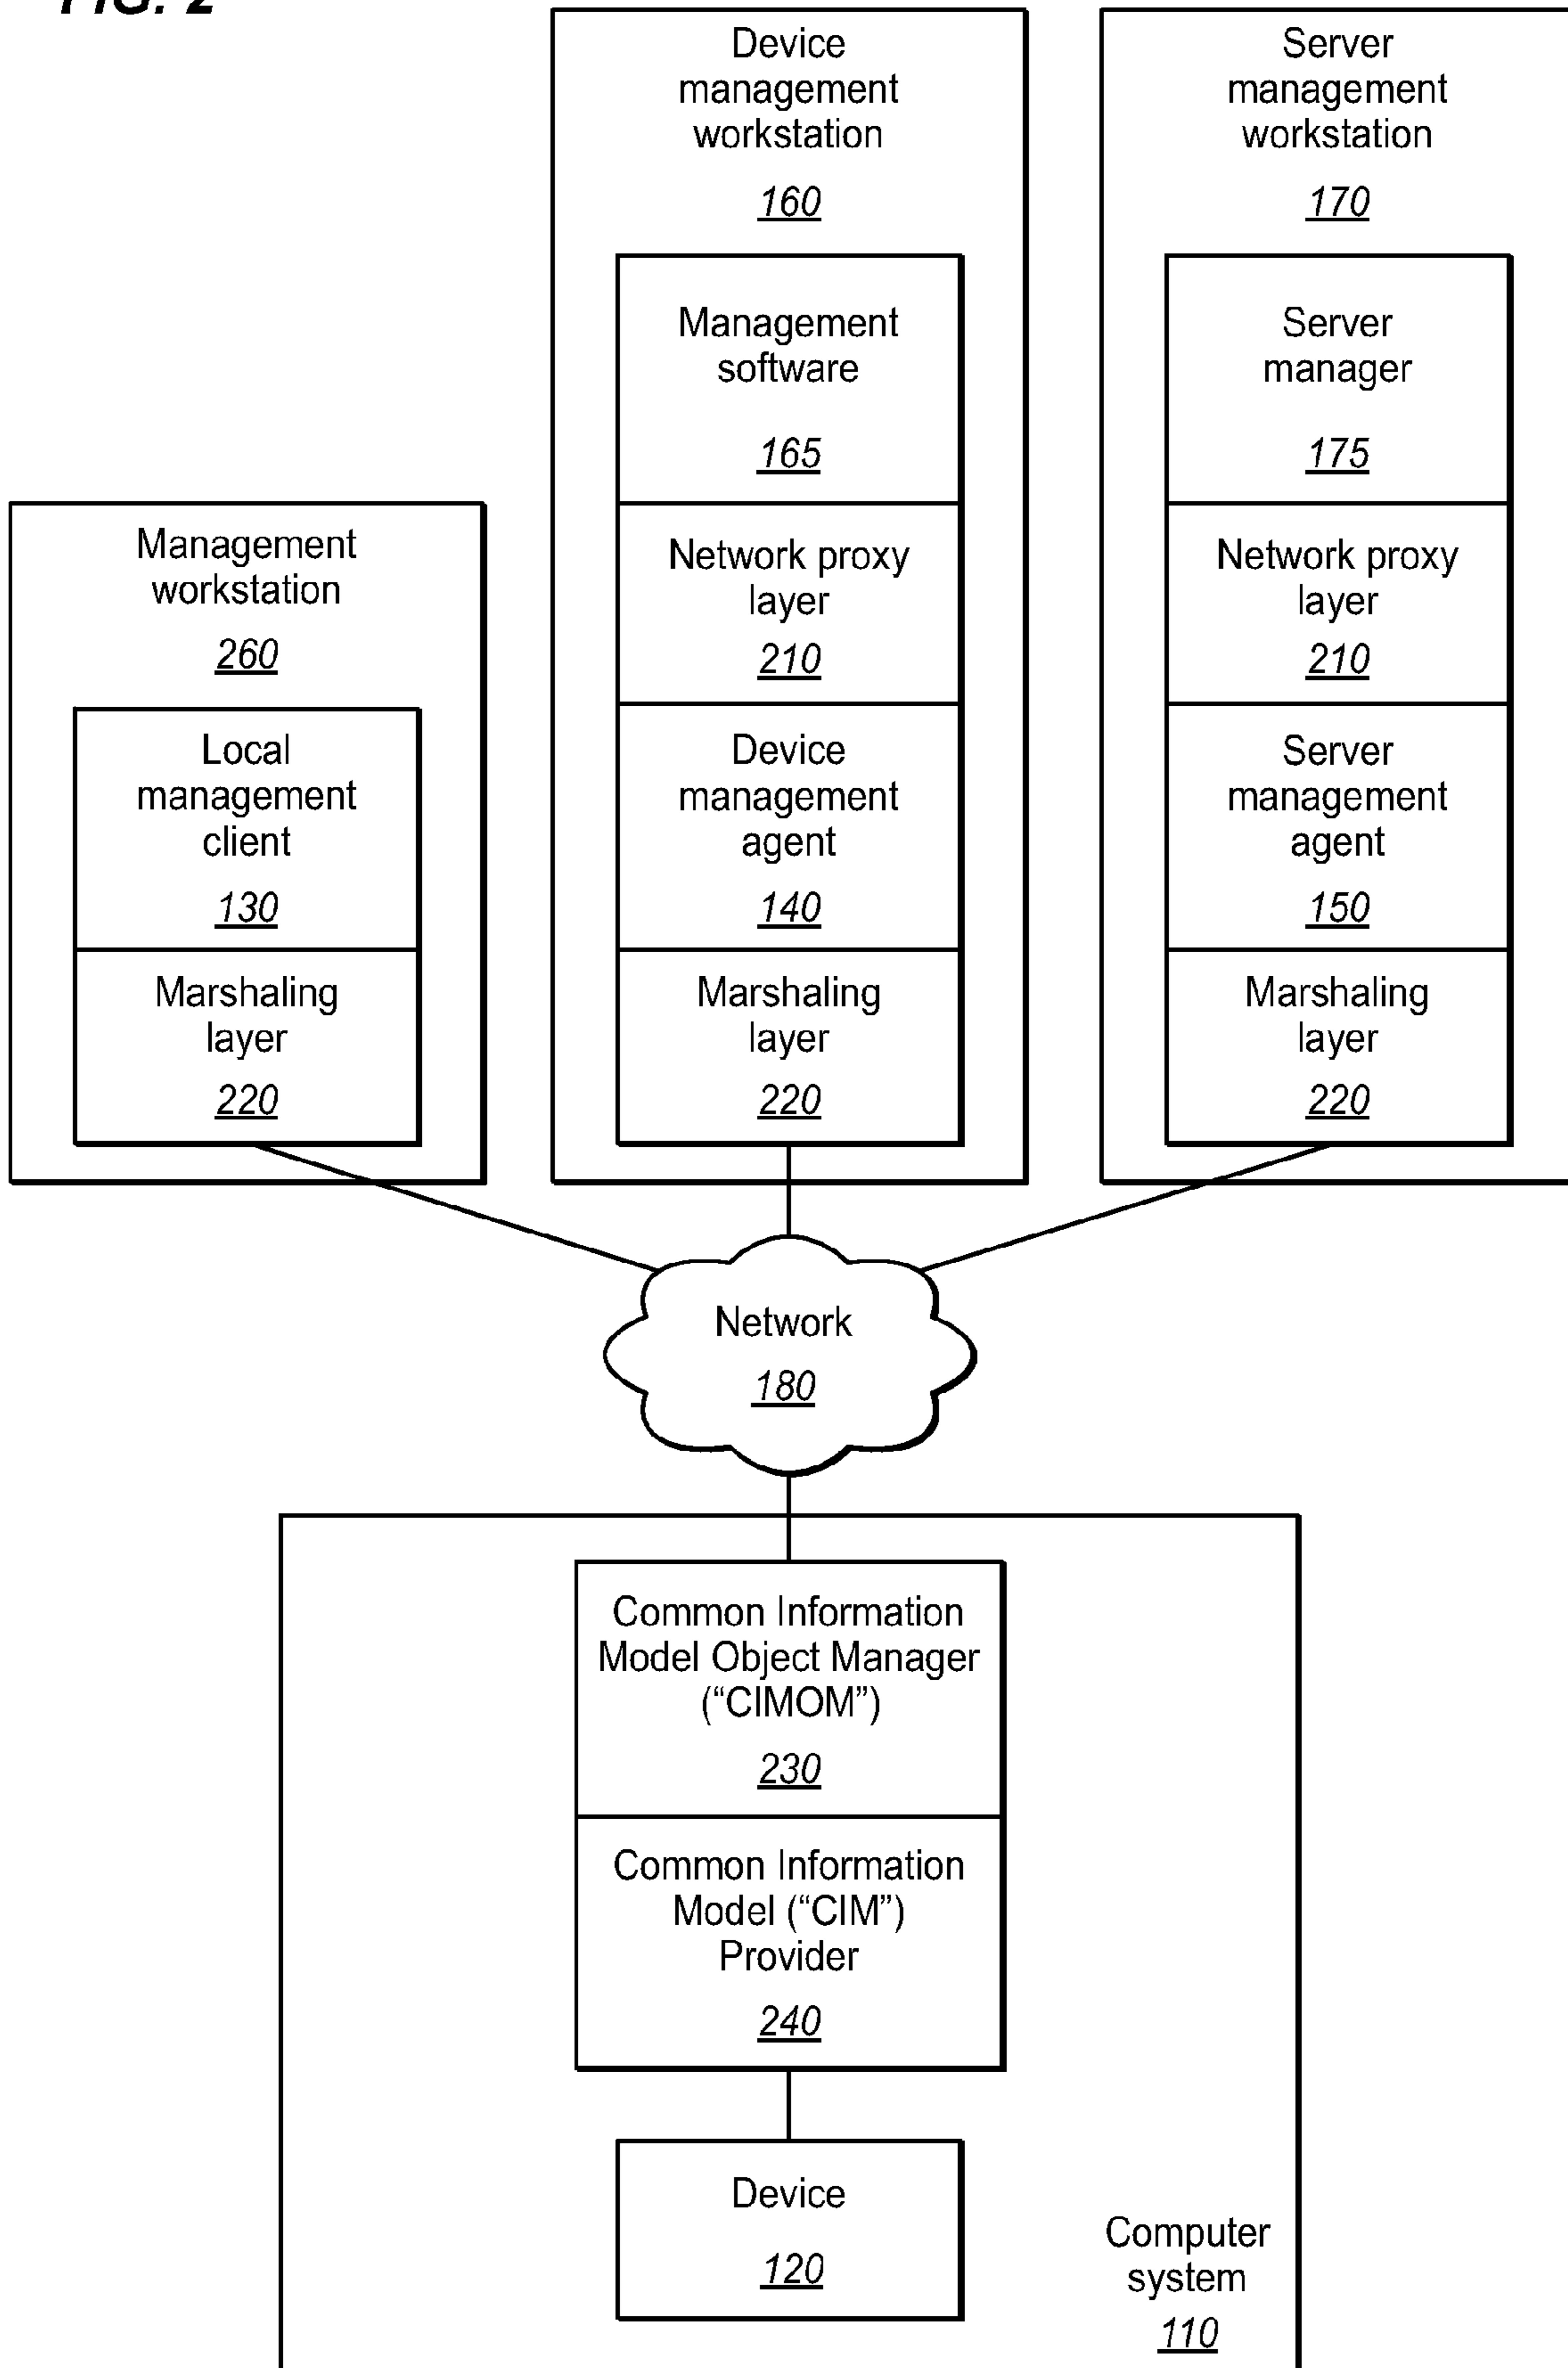 FIG. 2
Device
management
workstation
160
Management
software
165
Network proxy
layer
210
Device
management
agent
140
Marshaling
layer
220
Server
management
workstation
170
Server
manager
175
Network proxy
layer
210
Server
management
agent
150
Marshaling
layer
220
Management
workstation
260
Local
management
client
130
Marshaling
layer
220
Network
180
Common Information
Model Object Manager
(“CIMOM”)
230
Common Information
Model (“CIM”)
Provider
240
Device
120
Computer
system
110